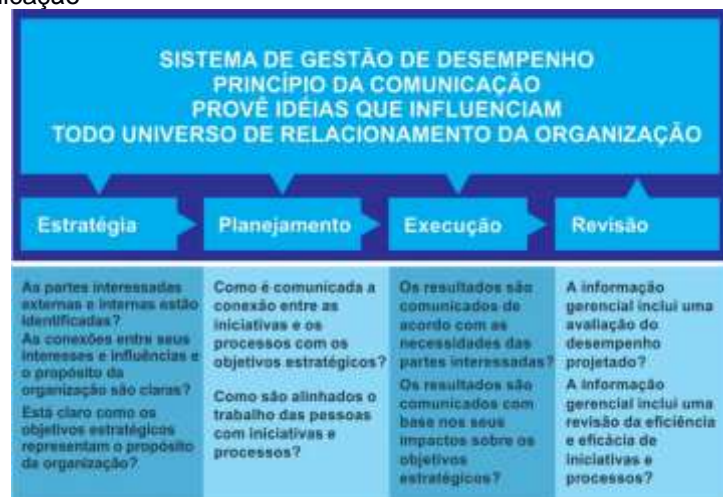 SISTEMA DE GESTÃO DE DESEMPENHO
PRINCÍPIO DA COMUNICAÇÃO
PROVÊ IDÉIAS QUE INFLUENCIAM
TODO UNIVERSO DE RELACIONAMENTO DA ORGANIZAÇÃO
Estratégia
As partes interessadas
externas e internas estão
identificadas?
As conexões entre seus
interesses e influências e
o propósito da
organização são claras?
Está claro como os
objetivos estratégicos
representam o propósito
da organização?
Planejamento
Como é comunicada a
conexão entre as
iniciativas e os
processos com os
objetivos estratégicos?
Como são alinhados o
trabalho das pessoas
com iniciativas e
processos?
Execução
Os resultados são
comunicados de
acordo com as
necessidades das
partes interessadas?
Os resultados são
comunicados com
base nos seus
impactos sobre os
objetivos
estratégicos?
Revisão
A informação
gerencial inclui uma
avaliação do
desempenho
projetado?
A informação
gerencial inclui uma
revisão da eficiência
e eficácia de
iniciativas e
processos?